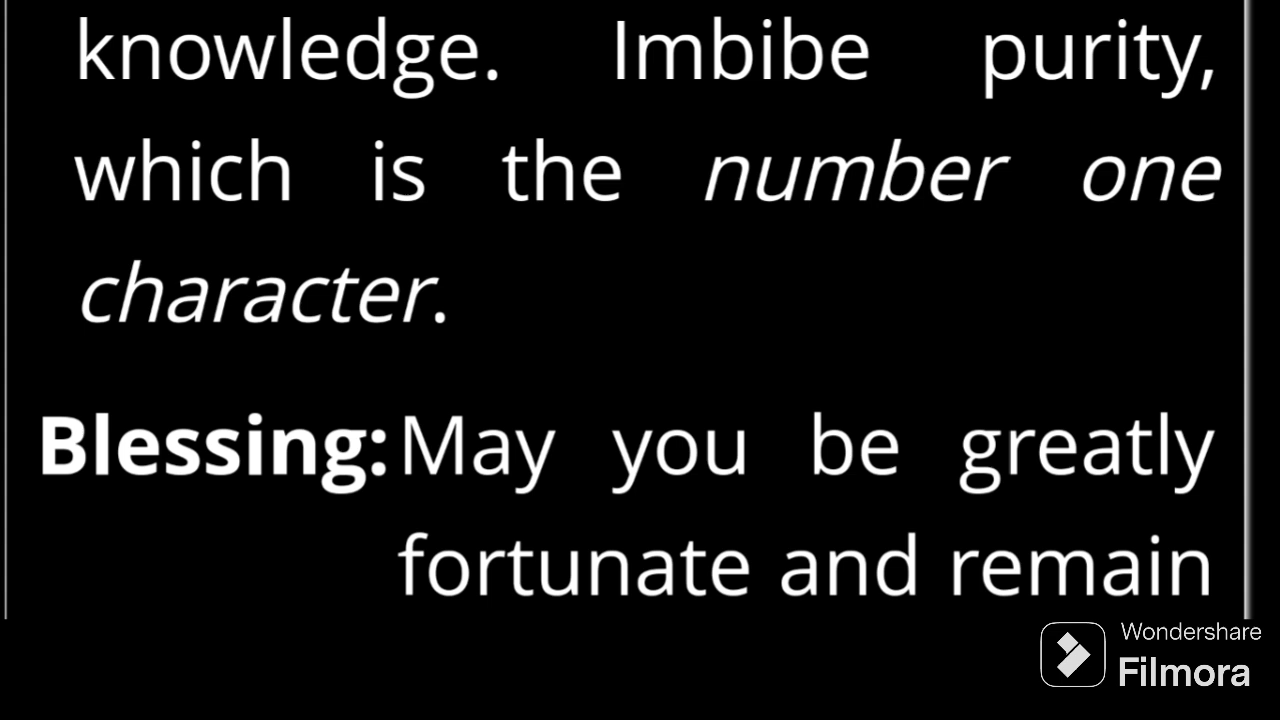 knowledge. Imbibe purity,
which is the number one
character.
Blessing: May you be greatly
fortunate and remain
Wondershare
Filmora